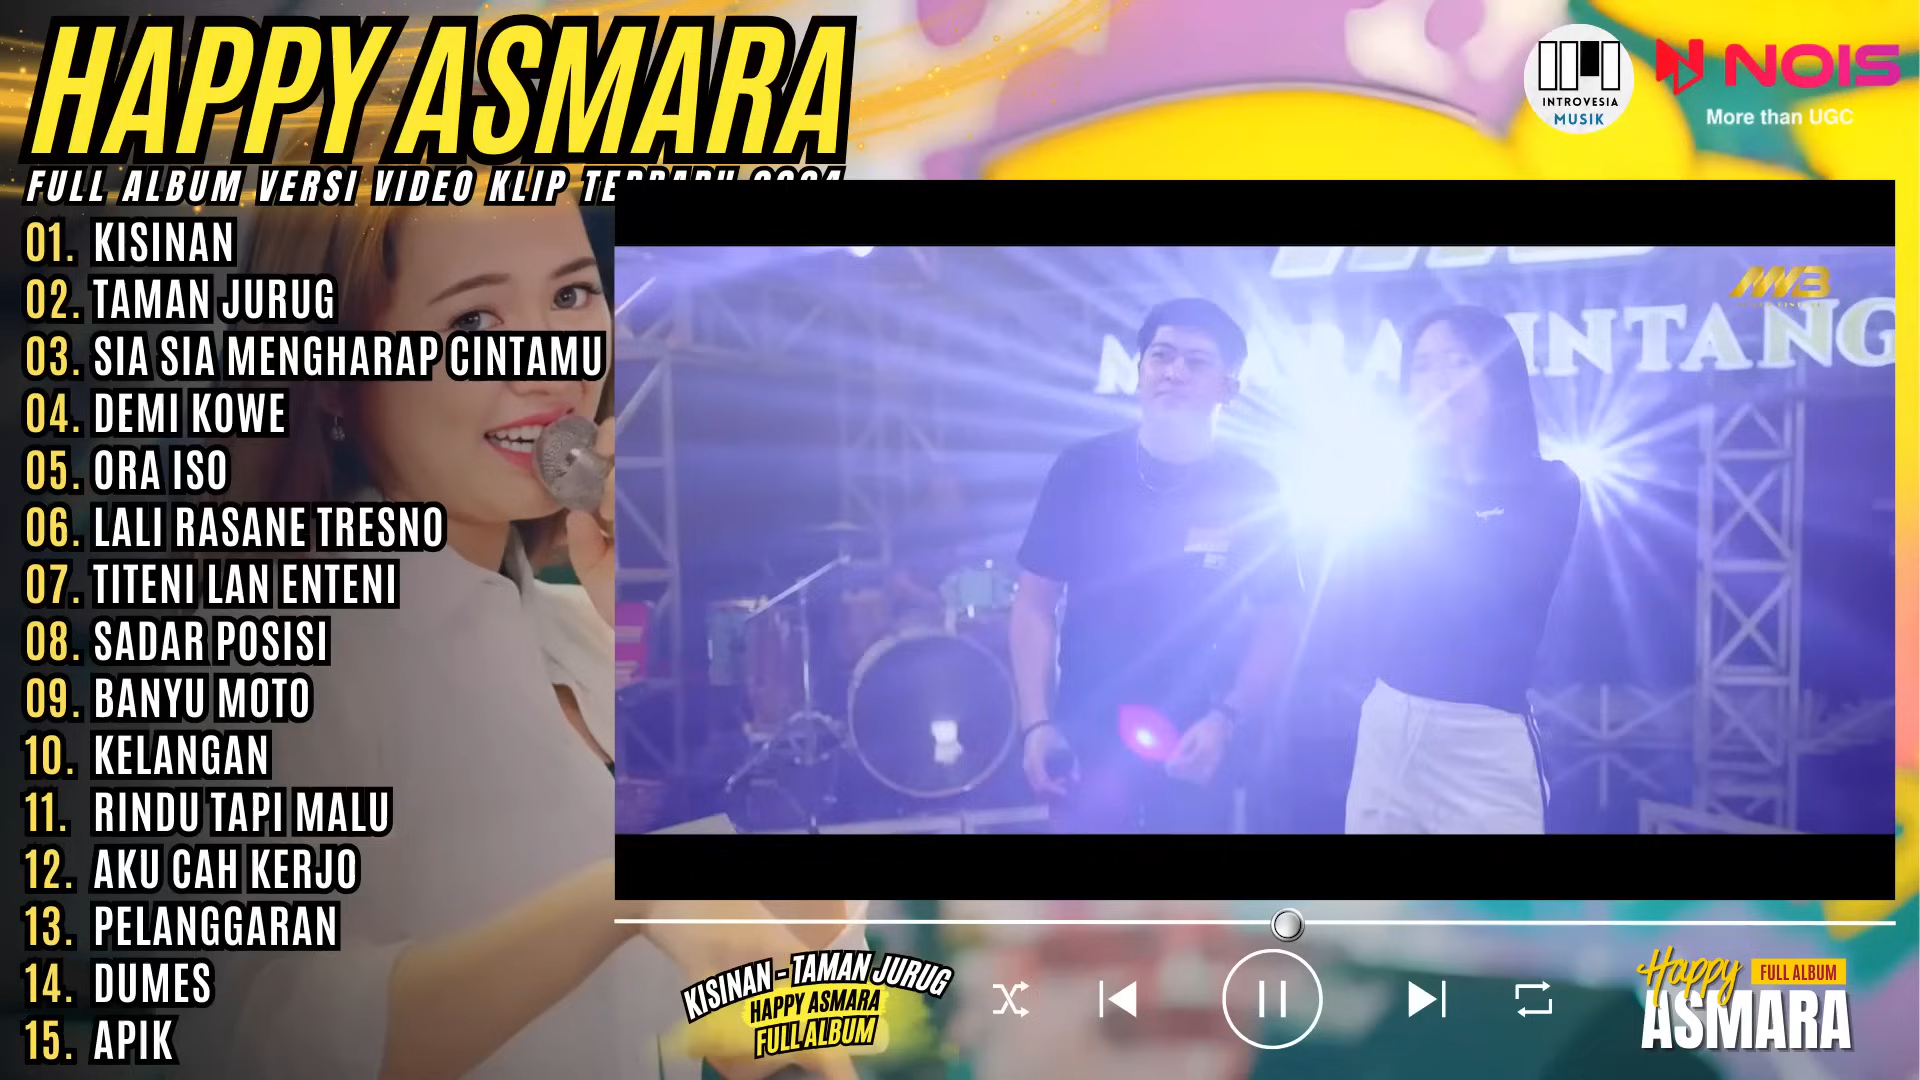 HAPPY ASMARA
FULL ALBUM VERSI VIDEO KLIP
01. KISINAN
02. TAMAN JURUG
03. SIA SIA MENGHARAP CINTAMU
04. DEMI KOWE
05. ORA ISO
06. LALI RASANE TRESNO
07. TITENI LAN ENTENI
08. SADAR POSISI
09. BANYU MOTO
10. KELANGAN
11. RINDU TAPI MALU
12. AKU CAH KERJO
13. PELANGGARAN
14. DUMES
15. APIK
INTROVESIA
MUSIK
NOIS
More than UGC
KISINAN - TAMAN JURUG
HAPPY ASMARA
FULL ALBUM
Happy
FULL ALBUM
ASMARA